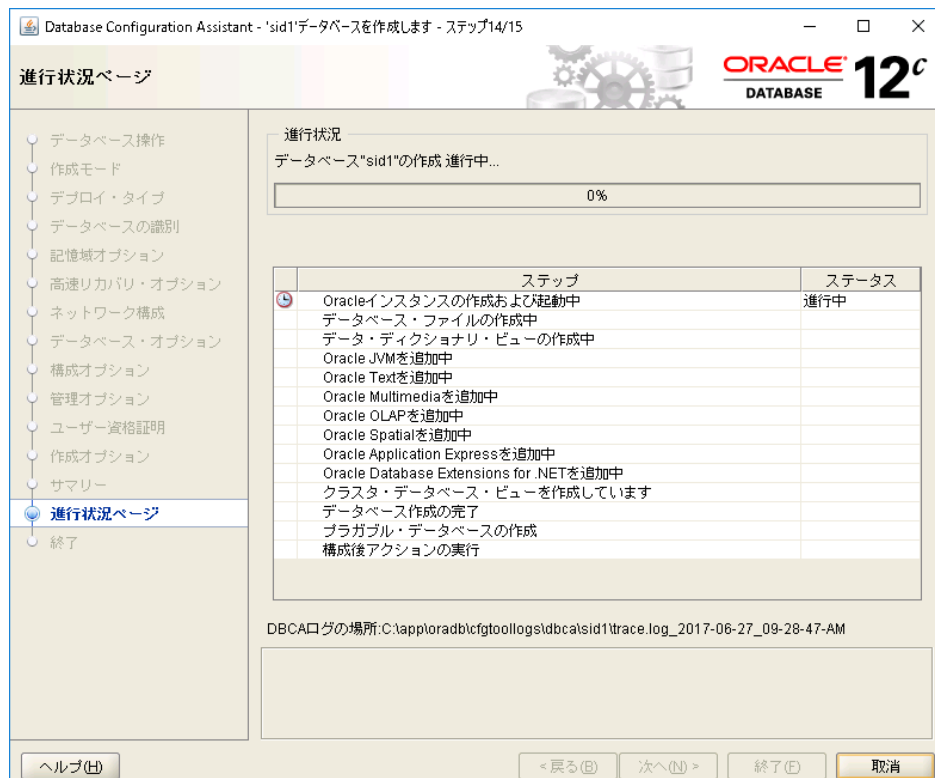 Database Configuration Assistant - 'sid1'データベースを作成します - ステップ14/15
進行状況ページ
ORACLE
DATABASE
12c
データベース操作
作成モード
デプロイ・タイプ
データベースの識別
記憶域オプション
高速リカバリ・オプション
ネットワーク構成
データベース・オプション
構成オプション
管理オプション
ユーザー資格証明
作成オプション
サマリー
進行状況ページ
終了
進行状況
データベース"sid1"の作成 進行中...
0%
ステップ ステータス
Oracleインスタンスの作成および起動中 進行中
データベース・ファイルの作成中
データ・ディクショナリ・ビューの作成中
Oracle JVMを追加中
Oracle Textを追加中
Oracle Multimediaを追加中
Oracle OLAPを追加中
Oracle Spatialを追加中
Oracle Application Expressを追加中
Oracle Database Extensions for .NETを追加中
クラスタ・データベース・ビューを作成しています
データベース作成の完了
プラガブル・データベースの作成
構成後アクションの実行
DBCAログの場所:C:\app\oradb\cfgtoollogs\dbca\sid1\trace.log_2017-06-27_09-28-47-AM
ヘルプ(H) <戻る(B) 次へ(N)> 終了(F) 取消